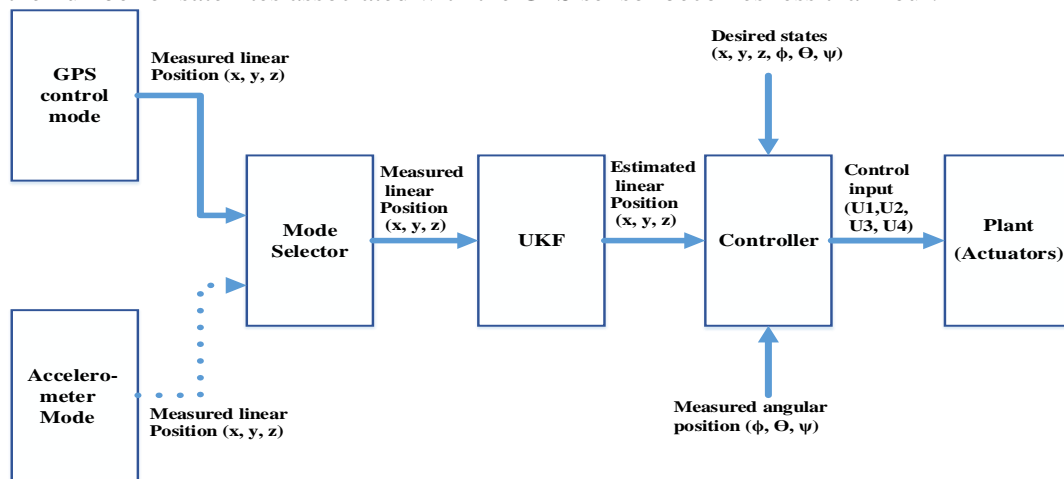 GPS
control
mode
Measured linear
Position (x, y, z)
Accelero-
meter
Mode
Measured linear
Position (x, y, z)
Mode
Selector
Measured
linear
Position
(x, y, z)
UKF
Estimated
linear
Position
(x, y, z)
Desired states
(x, y, z, ϕ, Ө, ψ)
Controller
Measured angular
position (ϕ, Ө, ψ)
Control
input
(U1,U2,
U3, U4)
Plant
(Actuators)